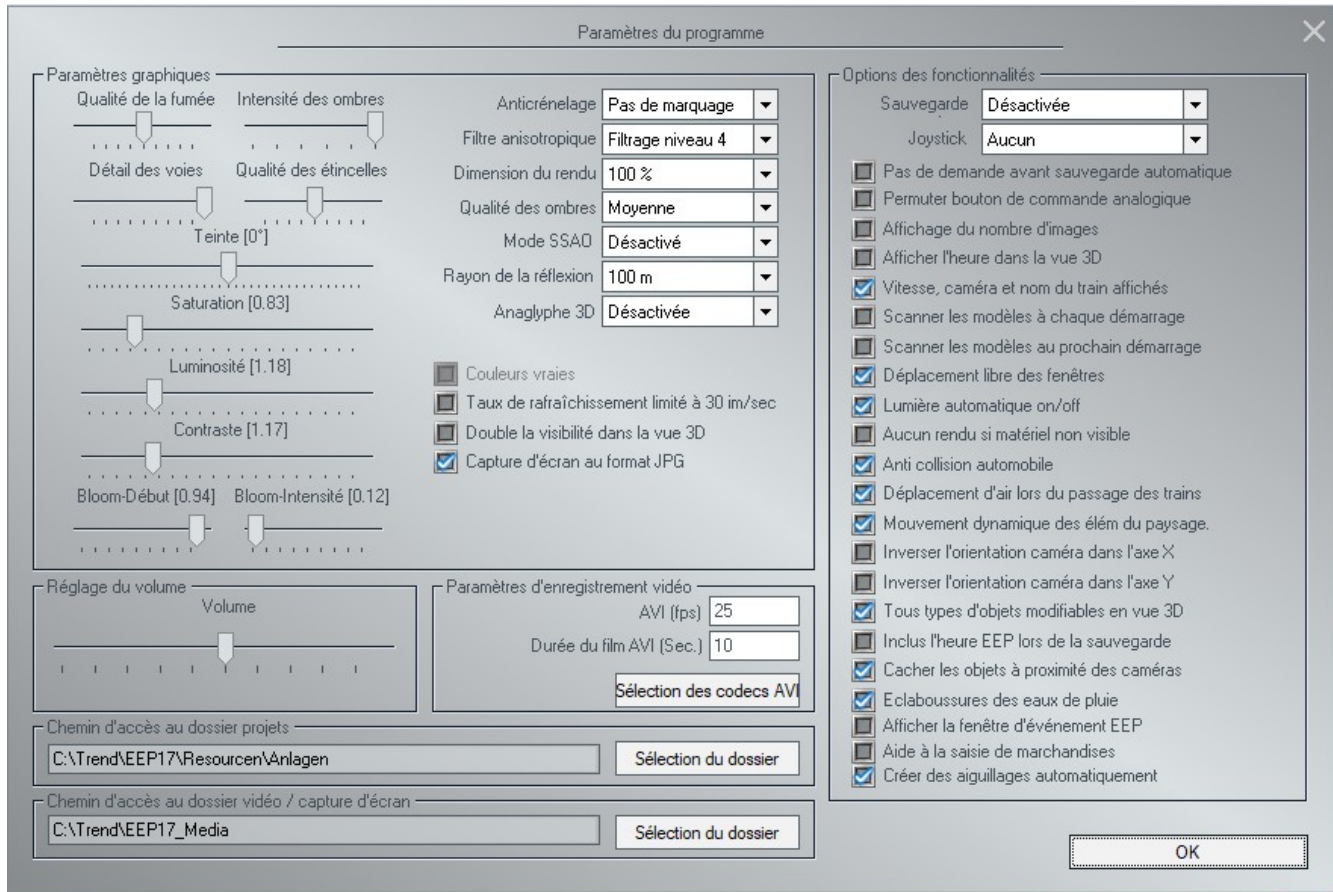 Paramètres du programme
Paramètres graphiques
Qualité de la fumée
Intensité des ombres
Détail des voies
Qualité des étincelles
Teinte [0°]
Saturation [0.83]
Luminosité [1.18]
Contraste [1.17]
Bloom-Début [0.94]
Bloom-Intensité [0.12]
Anticrénelage Pas de marquage
Filtre anisotropique Filtrage niveau 4
Dimension du rendu 100 %
Qualité des ombres Moyenne
Mode SSAO Désactivé
Rayon de la réflexion 100 m
Anaglyphe 3D Désactivée
Couleurs vraies
Taux de rafraîchissement limité à 30 im/sec
Double la visibilité dans la vue 3D
Capture d'écran au format JPG
Réglage du volume
Volume
Paramètres d'enregistrement vidéo
AVI (fps) 25
Durée du film AVI (Sec.) 10
Sélection des codecs AVI
Chemin d'accès au dossier projets
C:\Trend\EEP17\Resourcen\Anlagen
Sélection du dossier
Chemin d'accès au dossier vidéo / capture d'écran
C:\Trend\EEP17_Media
Sélection du dossier
Options des fonctionnalités
Sauvegarde Désactivée
Joystick Aucun
Pas de demande avant sauvegarde automatique
Permuter bouton de commande analogique
Affichage du nombre d'images
Afficher l'heure dans la vue 3D
Vitesse, caméra et nom du train affichés
Scanner les modèles à chaque démarrage
Scanner les modèles au prochain démarrage
Déplacement libre des fenêtres
Lumière automatique on/off
Aucun rendu si matériel non visible
Anti collision automobile
Déplacement d'air lors du passage des trains
Mouvement dynamique des élém du paysage.
Inverser l'orientation caméra dans l'axe X
Inverser l'orientation caméra dans l'axe Y
Tous types d'objets modifiables en vue 3D
Inclus l'heure EEP lors de la sauvegarde
Cacher les objets à proximité des caméras
Eclaboussures des eaux de pluie
Afficher la fenêtre d'événement EEP
Aide à la saisie de marchandises
Créer des aiguillages automatiquement
OK